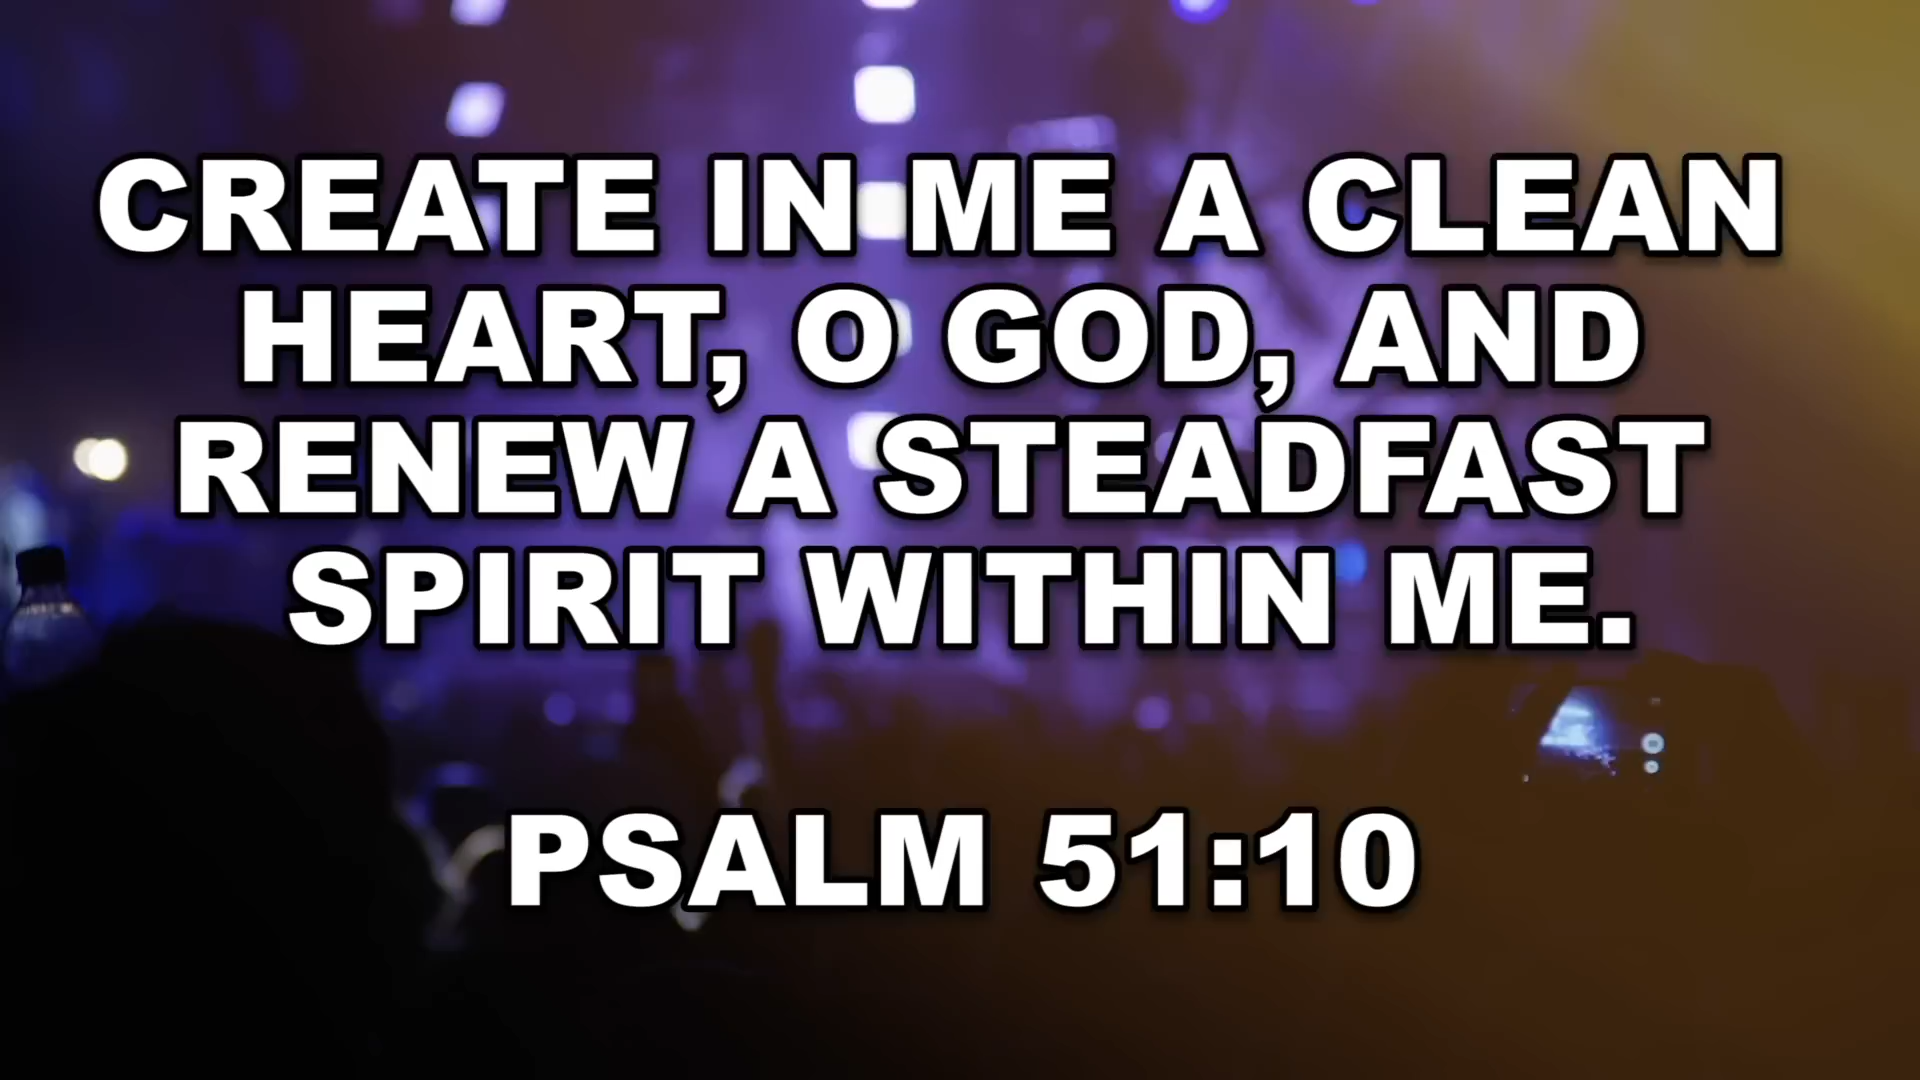 CREATE IN ME A CLEAN
HEART, O GOD, AND
RENEW A STEADFAST
SPIRIT WITHIN ME.
PSALM 51:10